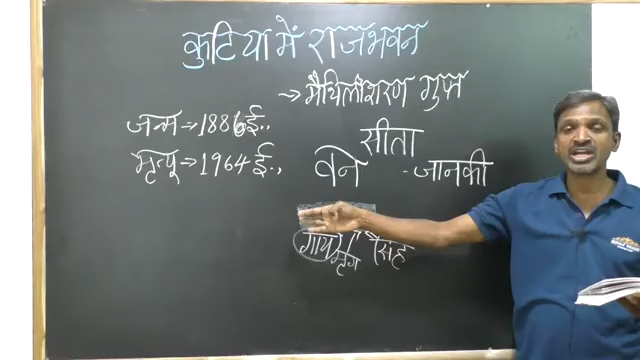 कुटिया में राजभवन
→ मैथिलीशरण गुप्त
जन्म → 1886 ई.,
मृत्यु → 1964 ई.,
सीता
वने - जानकी
गाय मृग सिंह